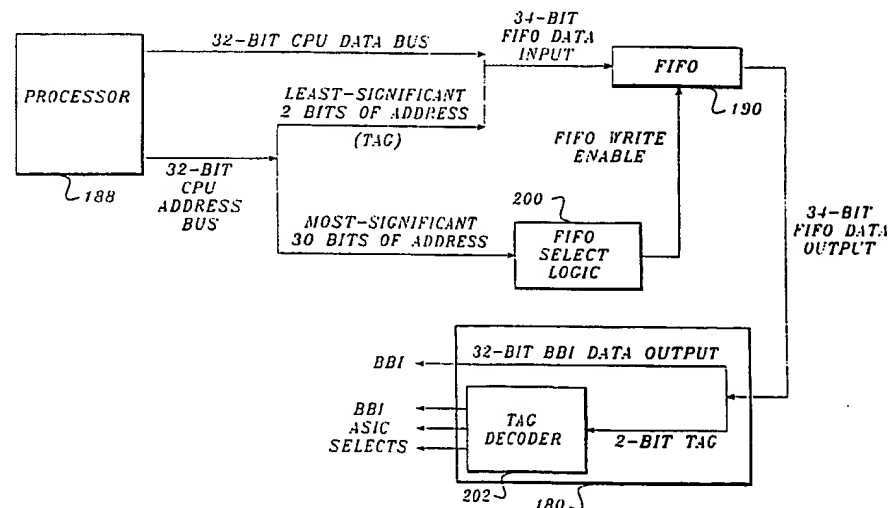 34-BIT
FIFO DATA
INPUT
32-BIT CPU DATA BUS
FIFO
PROCESSOR
190
LEAST-SIGNIFICANT
2 BITS OF ADDRESS
(TAG)
FIFO WRITE
ENABLE
32-BIT
CPU
ADDRESS
BUS
188
200
34-BIT
FIFO DATA
OUTPUT
MOST-SIGNIFICANT
30 BITS OF ADDRESS
FIFO
SELECT
LOGIC
32-BIT BBI DATA OUTPUT
BBI
BBI
ASIC
SELECTS
TAG
DECODER
2-BIT TAG
202
180